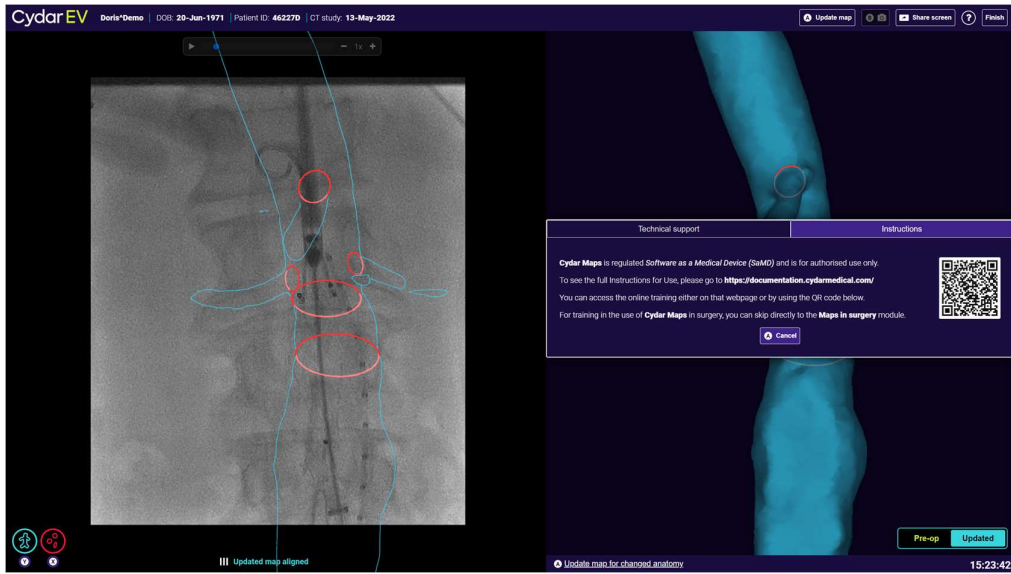 Cydar EV Doris^Demo | DOB: 20-Jun-1971 | Patient ID: 46227D | CT study: 13-May-2022
A Update map
B
Share screen
?
Finish
1x
Technical support
Instructions
Cydar Maps is regulated Software as a Medical Device (SaMD) and is for authorised use only.
To see the full Instructions for Use, please go to https://documentation.cydarmedical.com/
You can access the online training either on that webpage or by using the QR code below.
For training in the use of Cydar Maps in surgery, you can skip directly to the Maps in surgery module.
A Cancel
Y
X
Updated map aligned
Pre-op
Updated
A Update map for changed anatomy
15:23:42